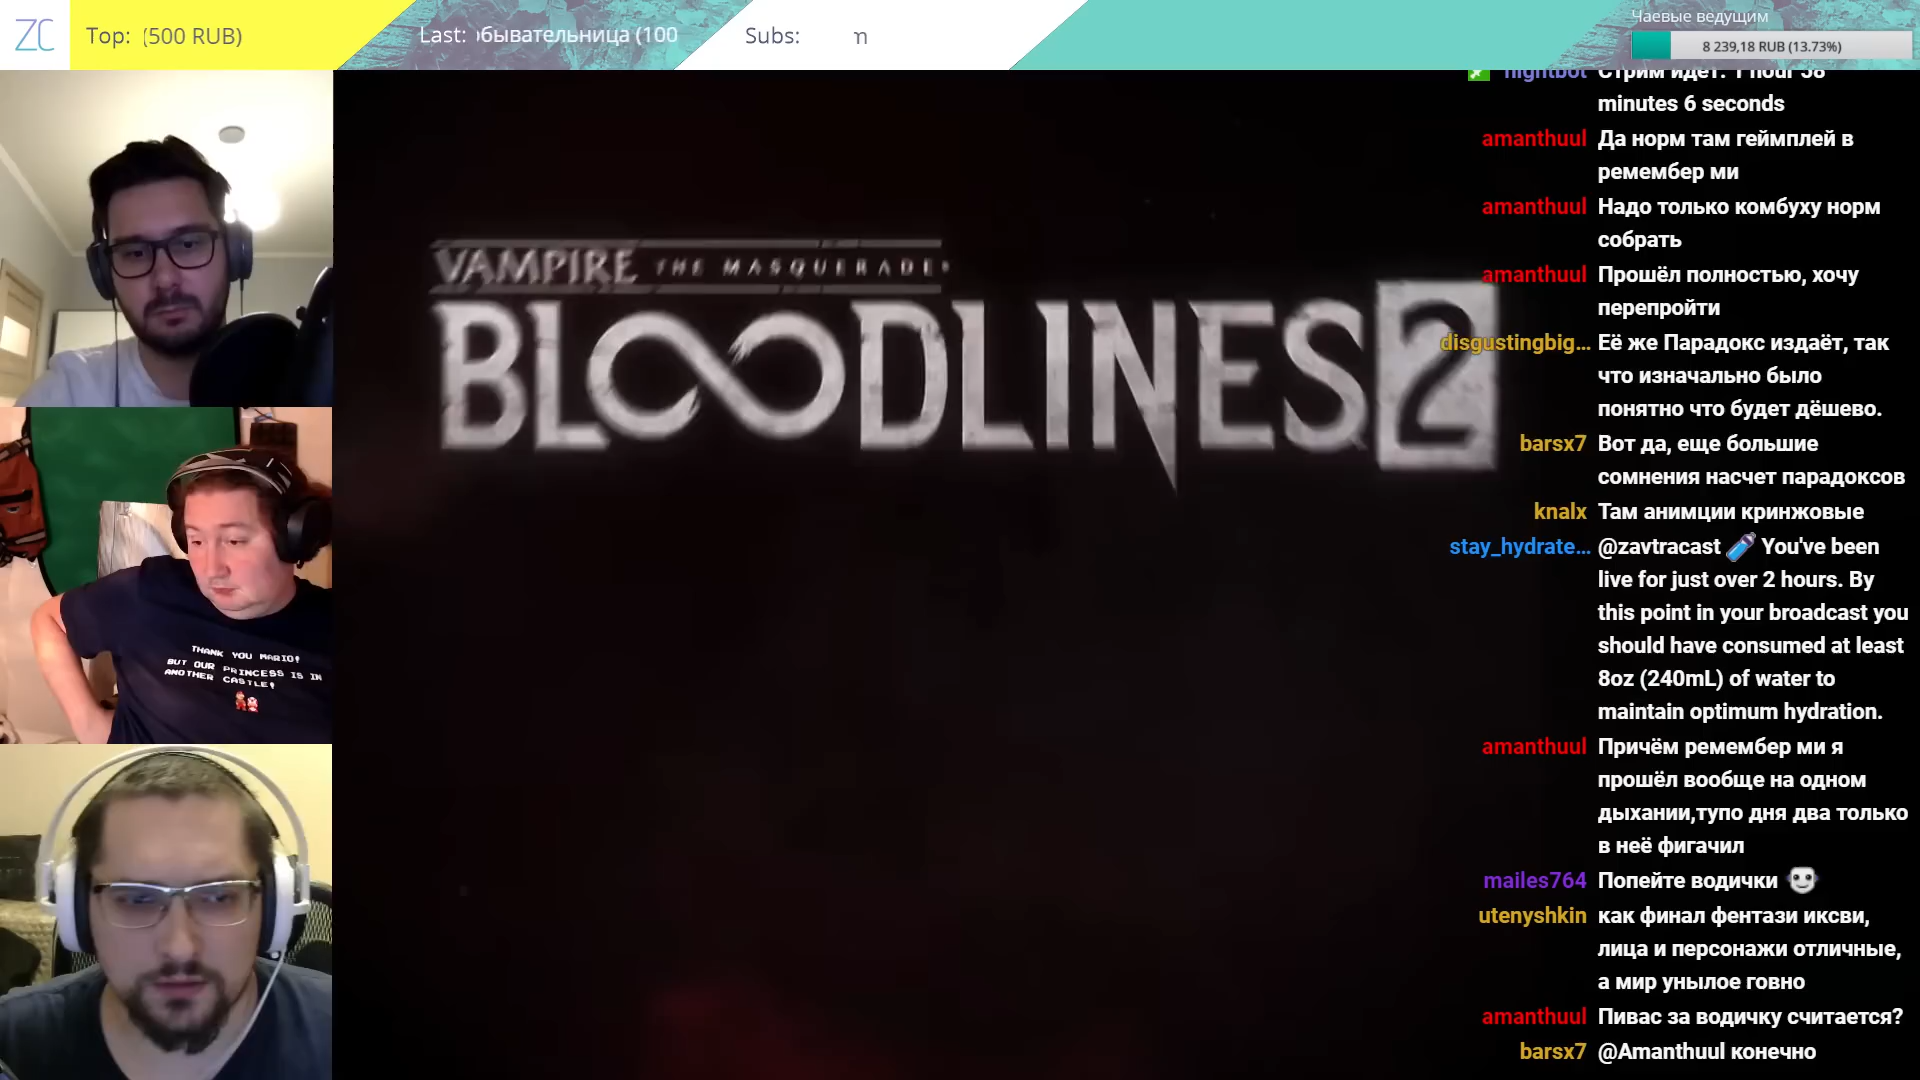 ZC
Top: (500 RUB)
Last: обывательница (100
Subs:
m
Чаевые ведущим
8 239,18 RUB (13.73%)
VAMPIRE THE MASQUERADE
BLOODLINES 2
THANK YOU MARIO!
BUT OUR PRINCESS IS IN
ANOTHER CASTLE!
nightbot Стрим идет: 1 hour 58
minutes 6 seconds
amanthuul Да норм там геймплей в
ремембер ми
amanthuul Надо только комбуху норм
собрать
amanthuul Прошёл полностью, хочу
перепройти
disgustingbig… Её же Парадокс издаёт, так
что изначально было
понятно что будет дёшево.
barsx7 Вот да, еще большие
сомнения насчет парадоксов
knalx Там анимции кринжовые
stay_hydrate… @zavtracast You've been
live for just over 2 hours. By
this point in your broadcast you
should have consumed at least
8oz (240mL) of water to
maintain optimum hydration.
amanthuul Причём ремембер ми я
прошёл вообще на одном
дыхании,тупо дня два только
в неё фигачил
mailes764 Попейте водички
utenyshkin как финал фентази иксви,
лица и персонажи отличные,
а мир унылое говно
amanthuul Пивас за водичку считается?
barsx7 @Amanthuul конечно